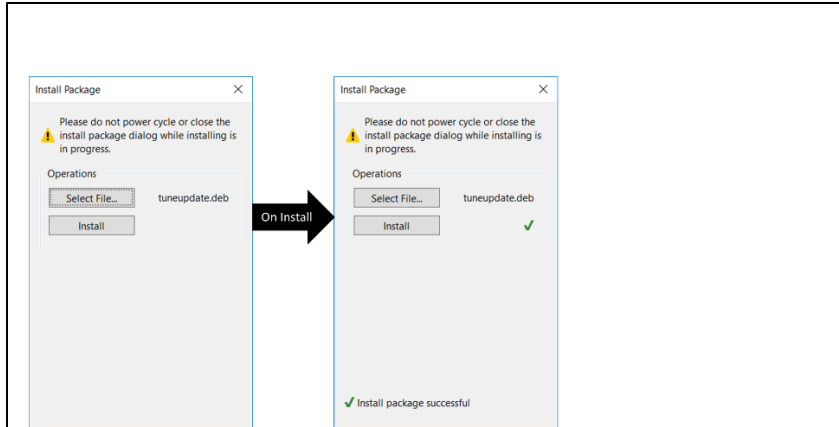 Install Package
Please do not power cycle or close the
install package dialog while installing is
in progress.
Operations
Select File... tuneupdate.deb
Install
On Install
Install Package
Please do not power cycle or close the
install package dialog while installing is
in progress.
Operations
Select File... tuneupdate.deb
Install
Install package successful